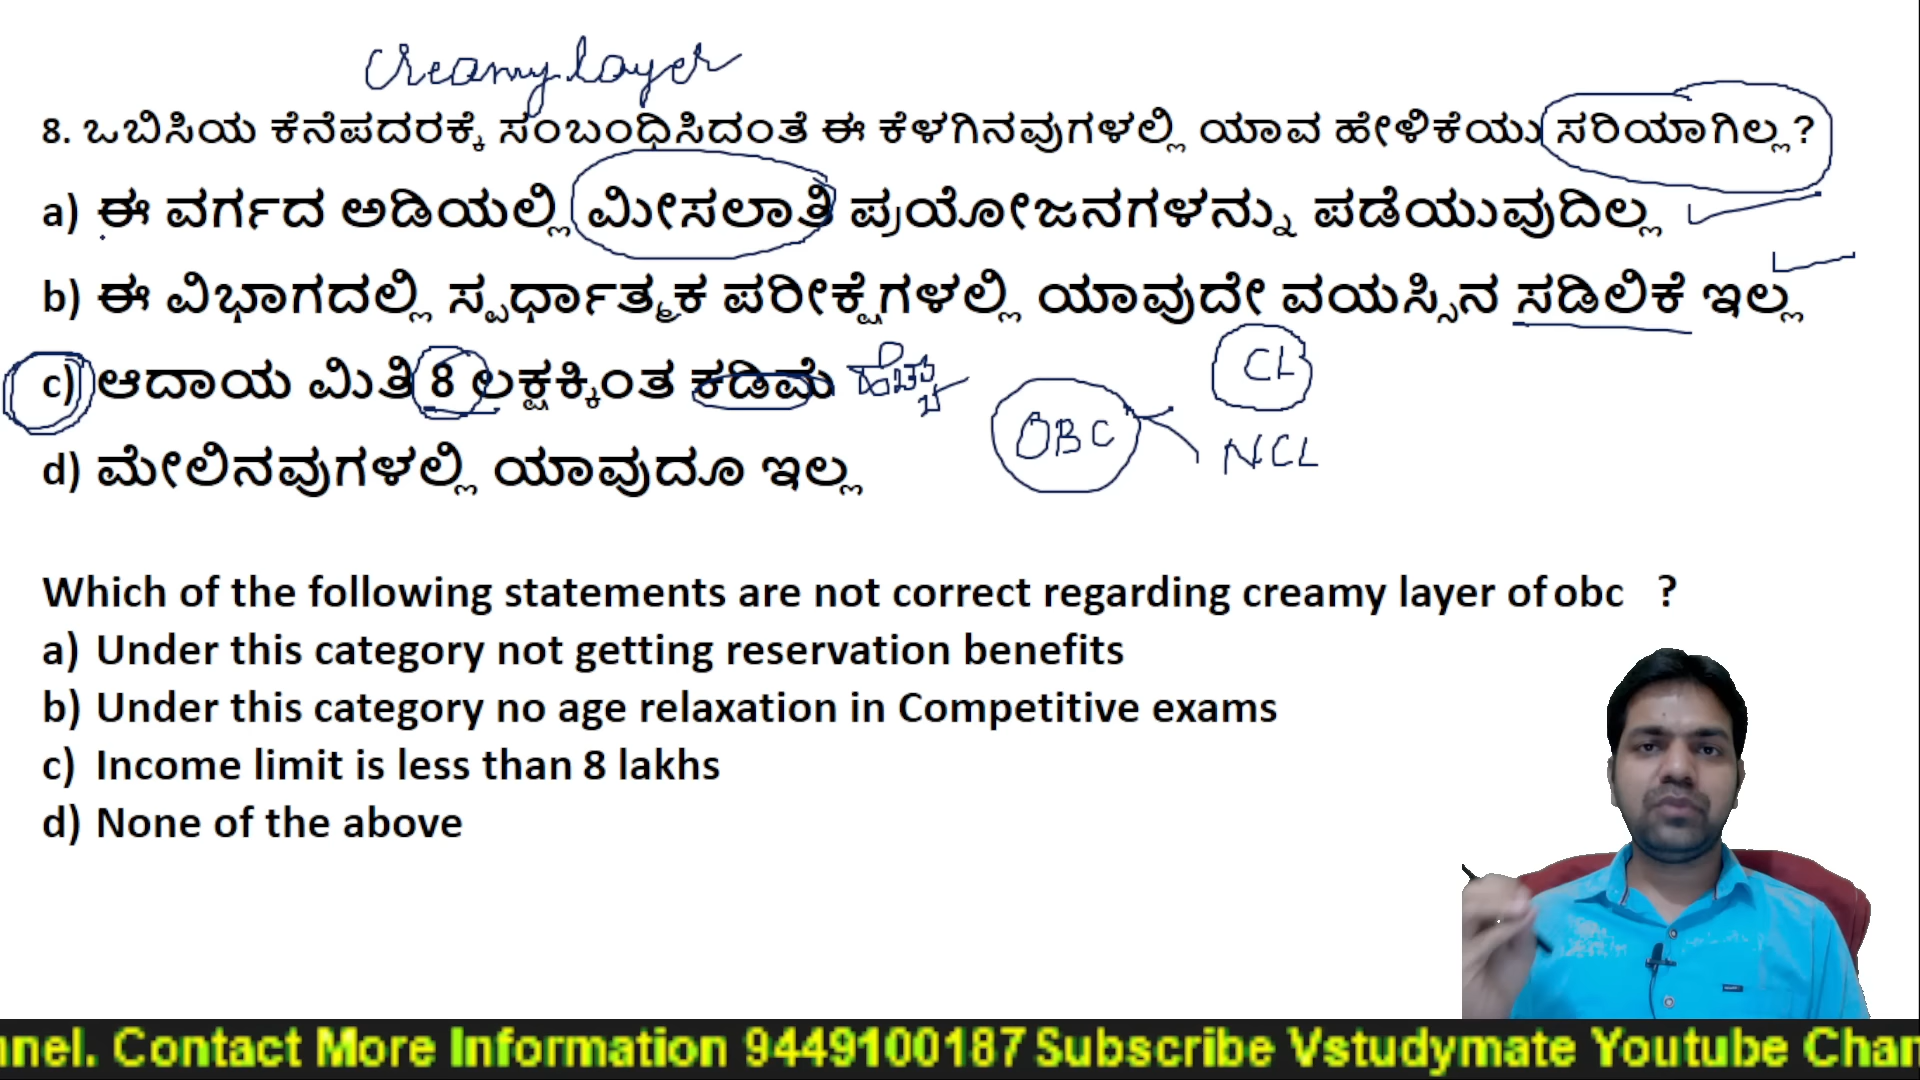 creamy layer
8. ಒಬಿಸಿಯ ಕೆನೆಪದರಕ್ಕೆ ಸಂಬಂಧಿಸಿದಂತೆ ಈ ಕೆಳಗಿನವುಗಳಲ್ಲಿ ಯಾವ ಹೇಳಿಕೆಯು ಸರಿಯಾಗಿಲ್ಲ?
a) ಈ ವರ್ಗದ ಅಡಿಯಲ್ಲಿ ಮೀಸಲಾತಿ ಪ್ರಯೋಜನಗಳನ್ನು ಪಡೆಯುವುದಿಲ್ಲ
b) ಈ ವಿಭಾಗದಲ್ಲಿ ಸ್ಪರ್ಧಾತ್ಮಕ ಪರೀಕ್ಷೆಗಳಲ್ಲಿ ಯಾವುದೇ ವಯಸ್ಸಿನ ಸಡಿಲಿಕೆ ಇಲ್ಲ
c) ಆದಾಯ ಮಿತಿ 8 ಲಕ್ಷಕ್ಕಿಂತ ಕಡಿಮೆ
CL
OBC
NCL
d) ಮೇಲಿನವುಗಳಲ್ಲಿ ಯಾವುದೂ ಇಲ್ಲ
Which of the following statements are not correct regarding creamy layer of obc ?
a) Under this category not getting reservation benefits
b) Under this category no age relaxation in Competitive exams
c) Income limit is less than 8 lakhs
d) None of the above
nnel. Contact More Information 9449100187 Subscribe Vstudymate Youtube Chan